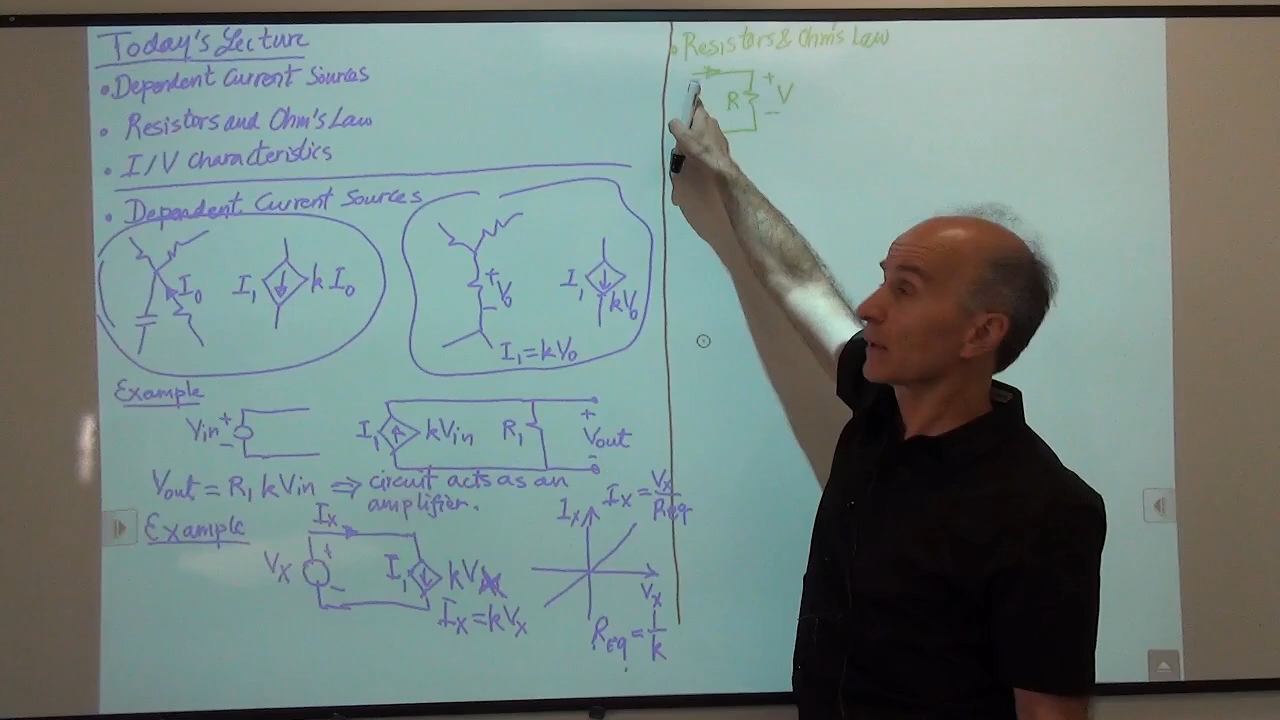 Today's Lecture
• Dependent Current Sources
• Resistors and Ohm's Law
• I/V Characteristics
• Dependent Current Sources
I₀
I₁
k I₀
+
V₀
−
I₁
kV₀
I₁ = kV₀
Example
Vin
+
−
I₁
kVin
R₁
+
Vout
−
Vout = R₁ kVin ⇒ circuit acts as an
amplifier.
Example
Ix
Vx
+
−
I₁
kVx
Ix = kVx
Ix
Ix = Vx/Req
Vx
Req = 1/k
• Resistors & Ohm's Law
R
+
V
−